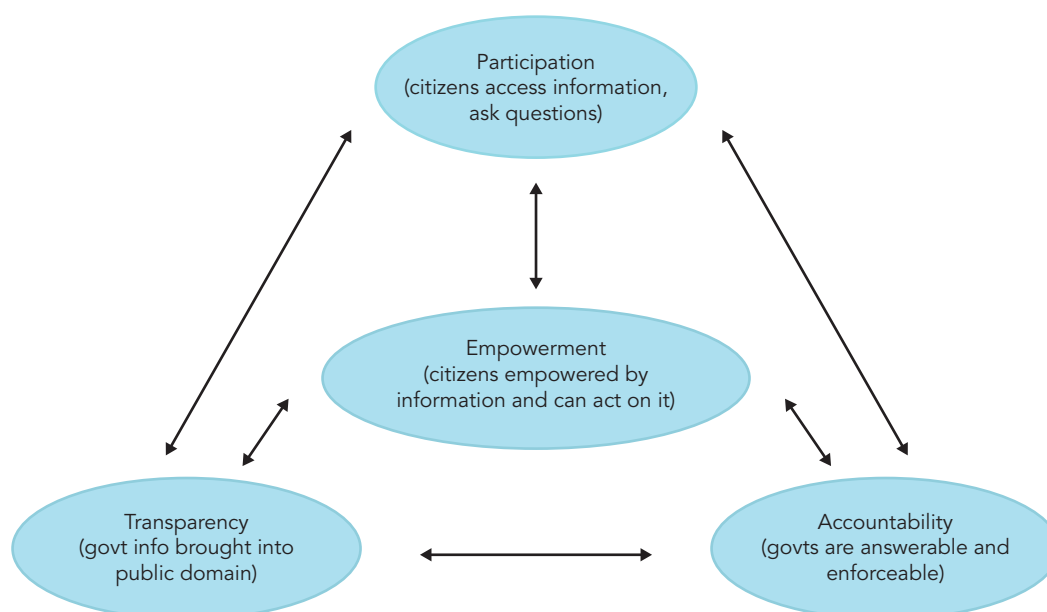 Participation
(citizens access information,
ask questions)
Empowerment
(citizens empowered by
information and can act on it)
Transparency
(govt info brought into
public domain)
Accountability
(govts are answerable and
enforceable)